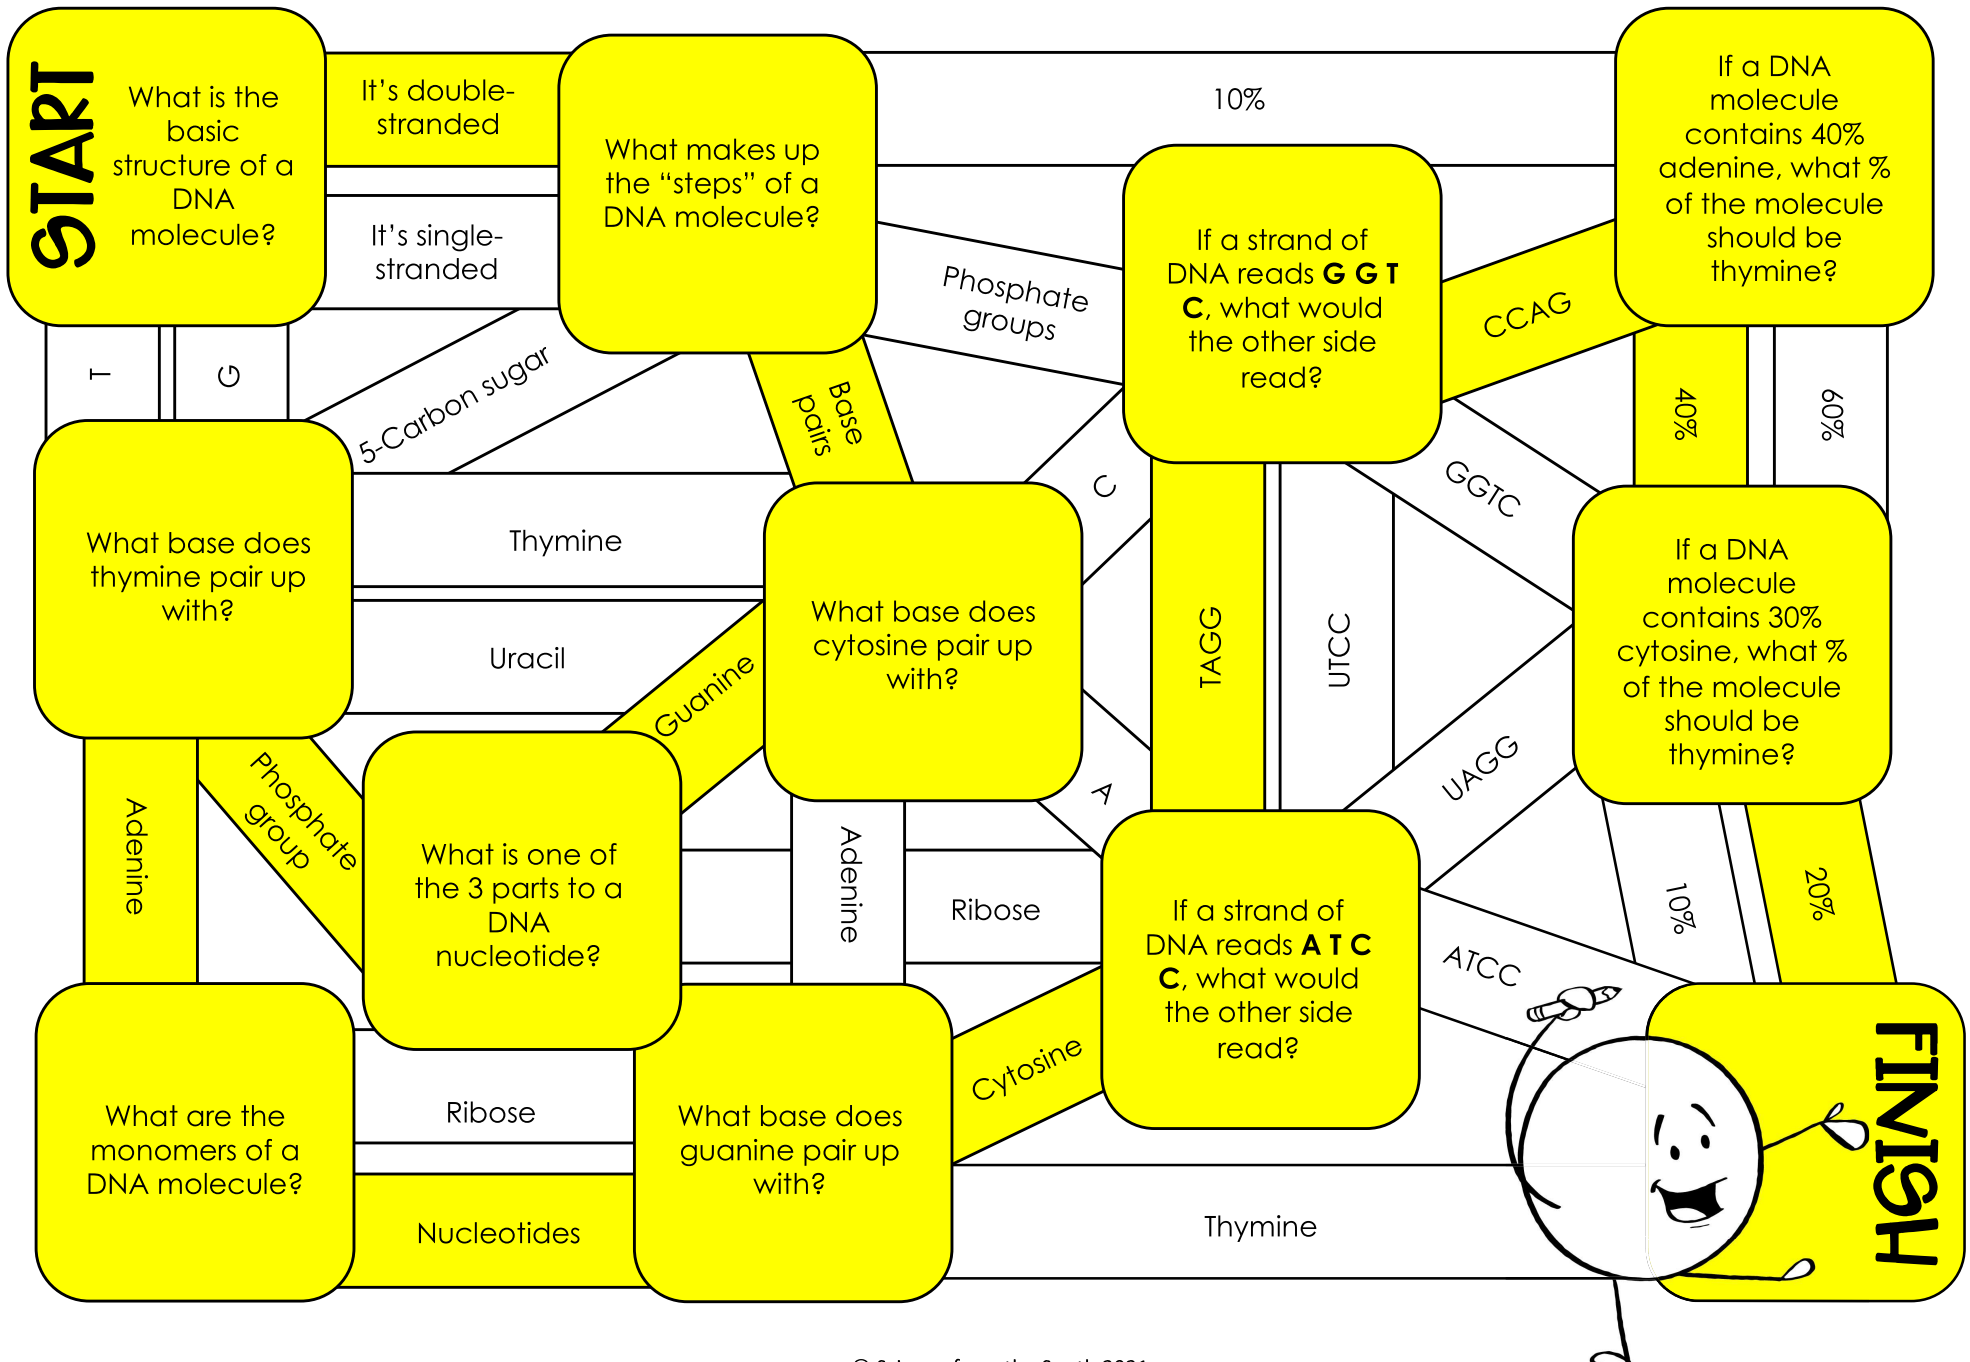 START
What is the
basic
structure of a
DNA
molecule?
It's double-
stranded
It's single-
stranded
What makes up
the “steps” of a
DNA molecule?
10%
If a DNA
molecule
contains 40%
adenine, what %
of the molecule
should be
thymine?
Phosphate
groups
If a strand of
DNA reads G G T
C, what would
the other side
read?
CCAG
T
G
5-Carbon sugar
Base
pairs
C
GGTC
40%
60%
What base does
thymine pair up
with?
Thymine
Uracil
Guanine
What base does
cytosine pair up
with?
TAGG
UTCC
If a DNA
molecule
contains 30%
cytosine, what %
of the molecule
should be
thymine?
UAGG
A
Adenine
Phosphate
group
What is one of
the 3 parts to a
DNA
nucleotide?
Adenine
Ribose
If a strand of
DNA reads A T C
C, what would
the other side
read?
ATCC
10%
20%
What are the
monomers of a
DNA molecule?
Ribose
Nucleotides
What base does
guanine pair up
with?
Cytosine
Thymine
FINISH